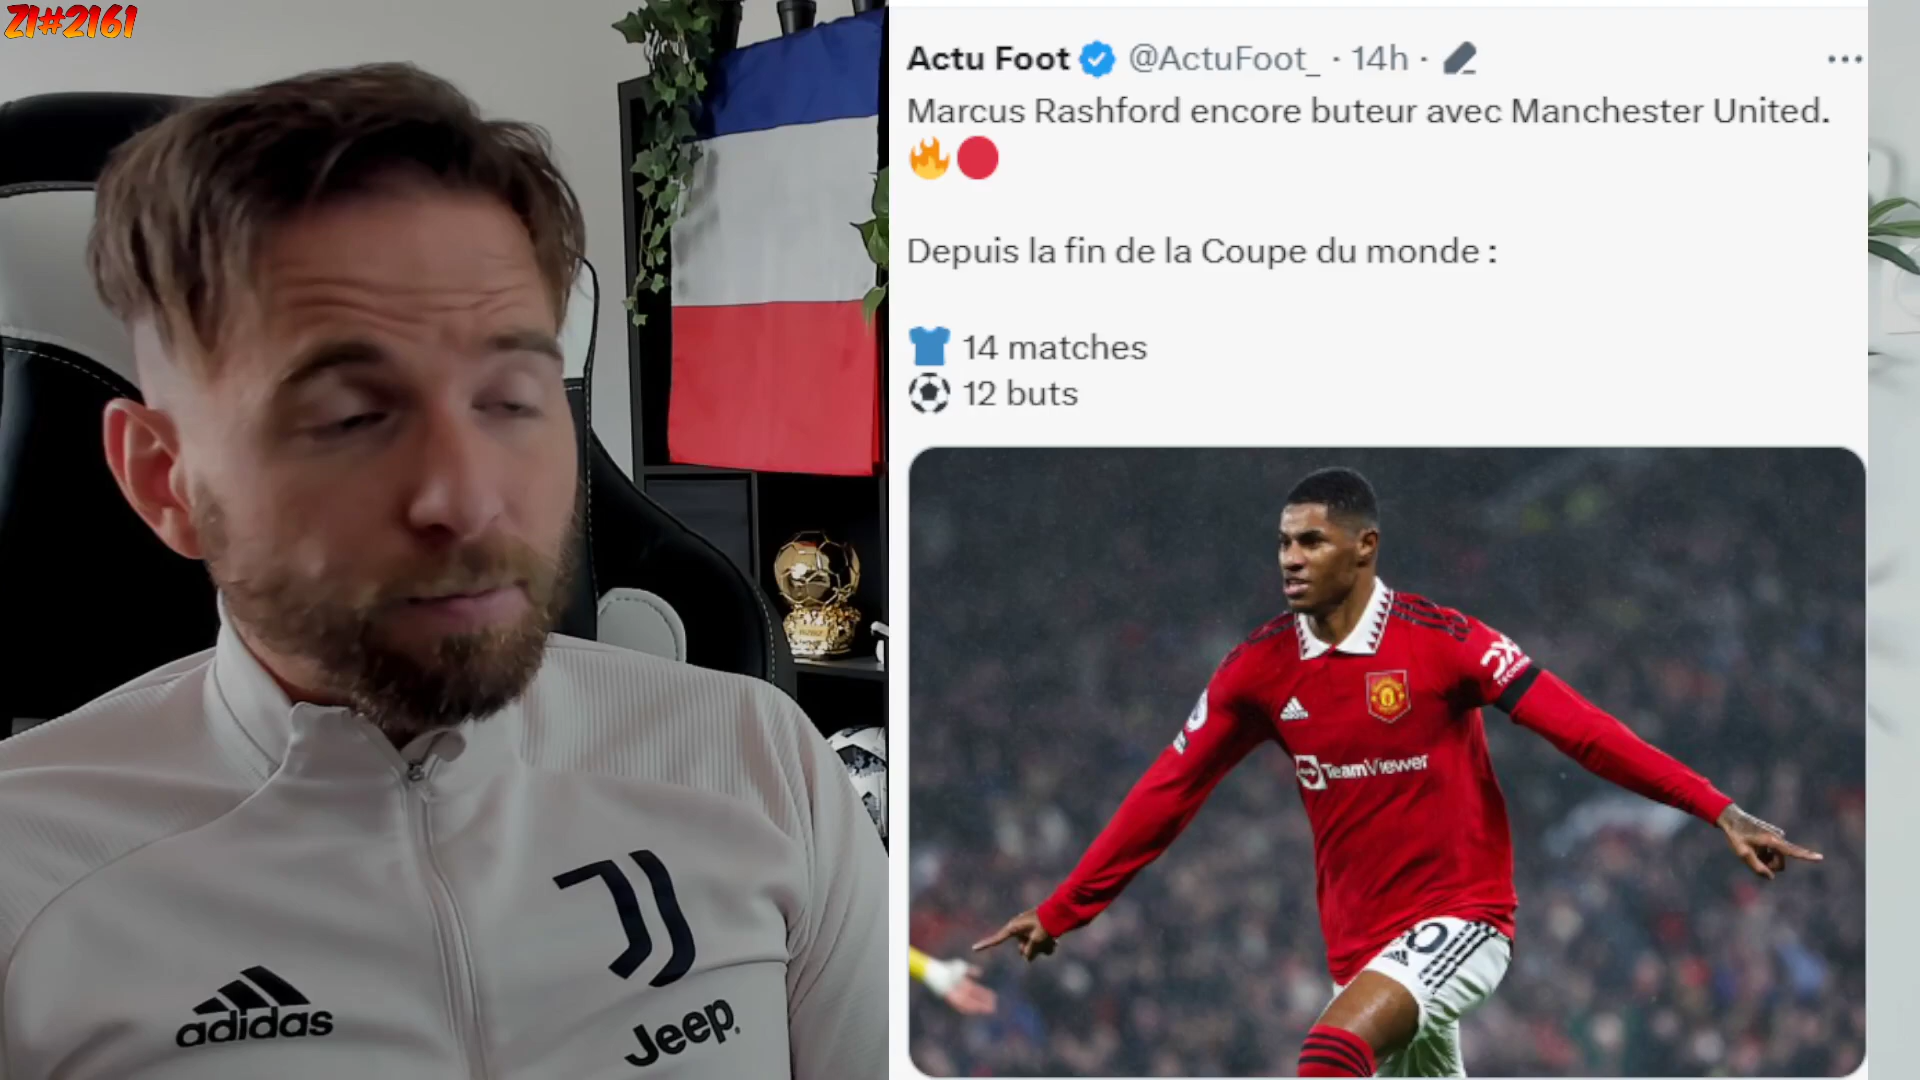 Z1#2161
Actu Foot @ActuFoot_ · 14h ·
Marcus Rashford encore buteur avec Manchester United.
Depuis la fin de la Coupe du monde :
14 matches
12 buts
TeamViewer
10
adidas
Jeep